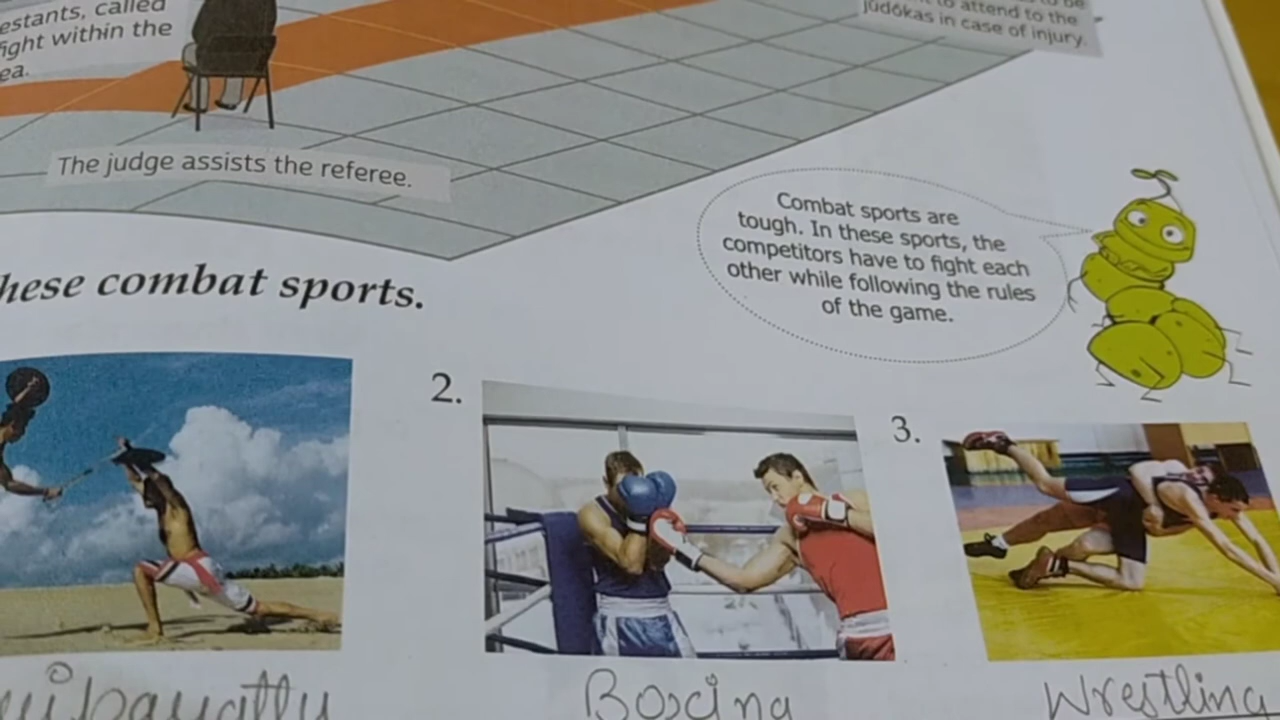 estants, called
fight within the
ea.
to attend to the
jūdōkas in case of injury.
The judge assists the referee.
Combat sports are
tough. In these sports, the
competitors have to fight each
other while following the rules
of the game.
hese combat sports.
2.
3.
Boxing
Wrestling